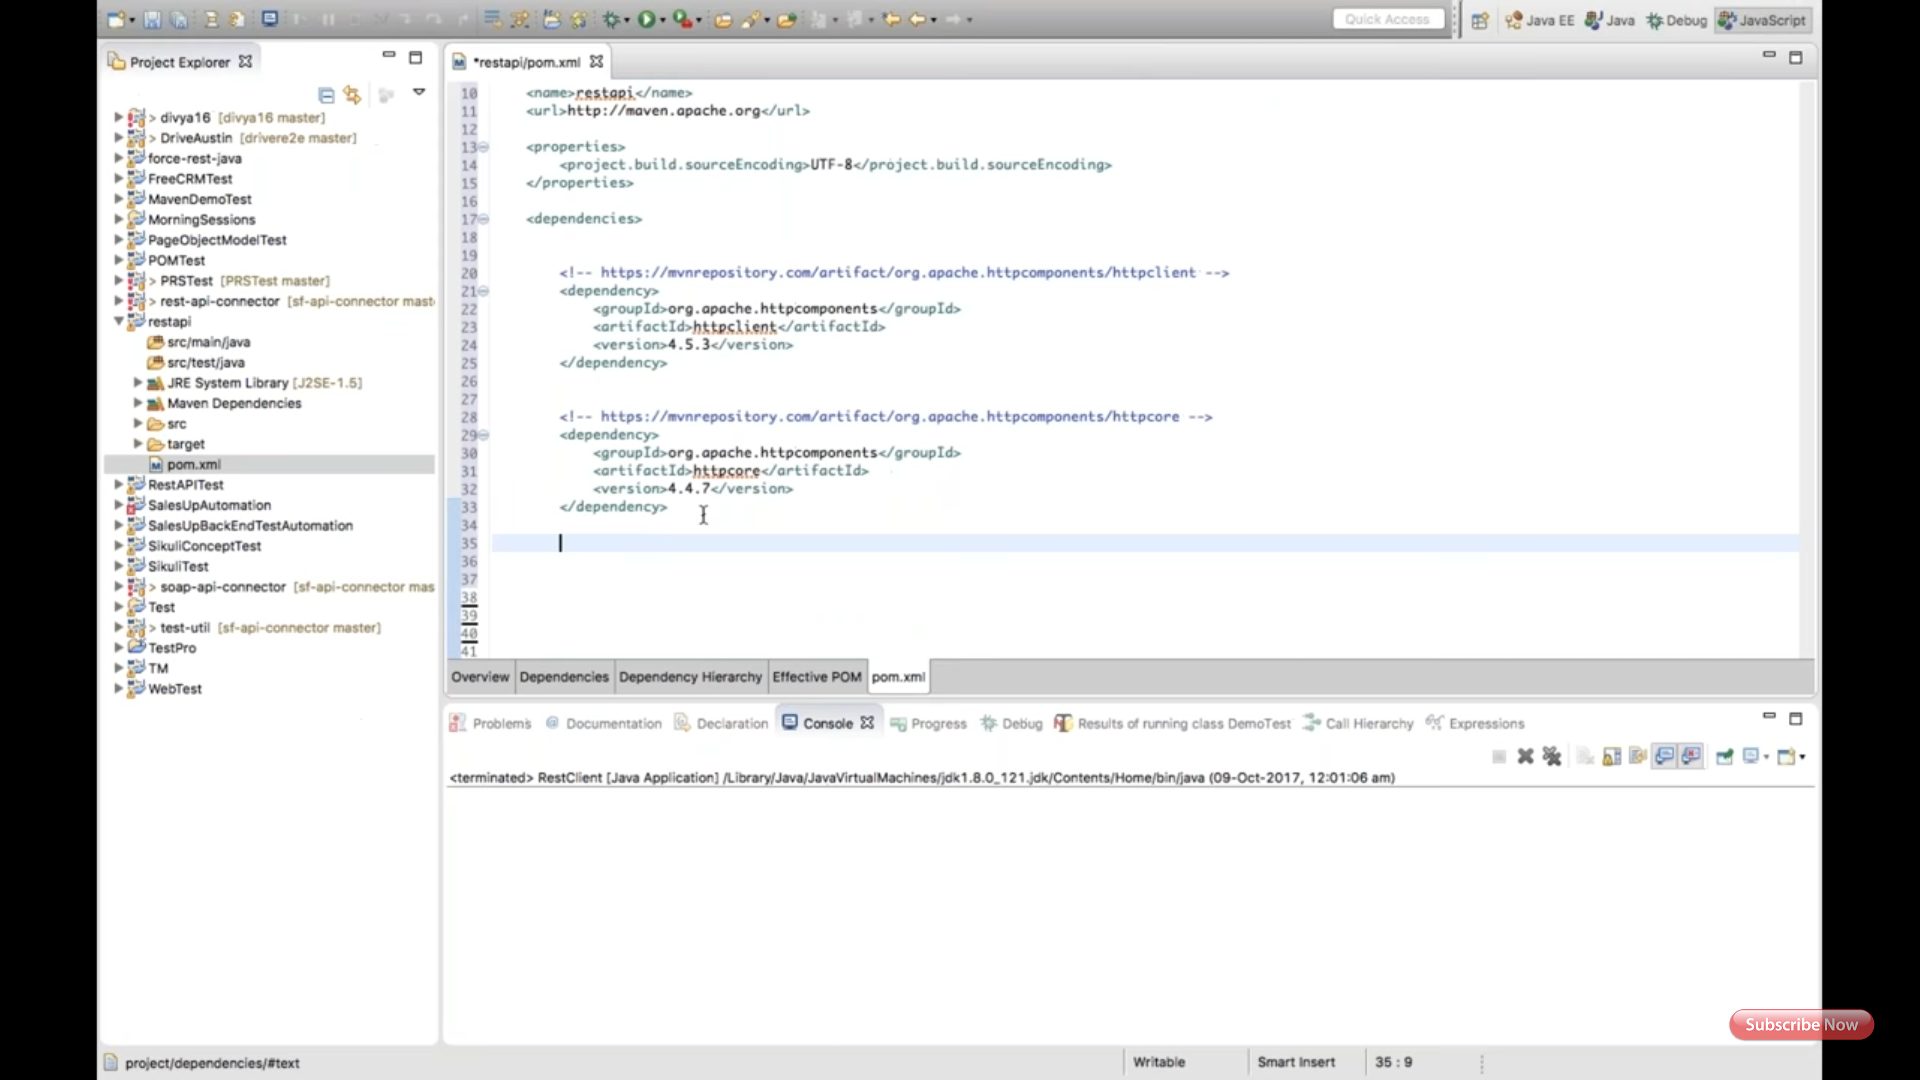 Quick Access
Java EE
Java
Debug
JavaScript
Project Explorer
*restapi/pom.xml
> divya16 [divya16 master]
> DriveAustin [drivere2e master]
force-rest-java
FreeCRMTest
MavenDemoTest
MorningSessions
PageObjectModelTest
POMTest
> PRSTest [PRSTest master]
> rest-api-connector [sf-api-connector mast
restapi
src/main/java
src/test/java
JRE System Library [J2SE-1.5]
Maven Dependencies
src
target
pom.xml
RestAPITest
SalesUpAutomation
SalesUpBackEndTestAutomation
SikuliConceptTest
SikuliTest
> soap-api-connector [sf-api-connector mas
Test
> test-util [sf-api-connector master]
TestPro
TM
WebTest
10 <name>restapi</name>
11 <url>http://maven.apache.org</url>
12
13 <properties>
14 <project.build.sourceEncoding>UTF-8</project.build.sourceEncoding>
15 </properties>
16
17 <dependencies>
18
19
20 <!-- https://mvnrepository.com/artifact/org.apache.httpcomponents/httpclient -->
21 <dependency>
22 <groupId>org.apache.httpcomponents</groupId>
23 <artifactId>httpclient</artifactId>
24 <version>4.5.3</version>
25 </dependency>
26
27
28 <!-- https://mvnrepository.com/artifact/org.apache.httpcomponents/httpcore -->
29 <dependency>
30 <groupId>org.apache.httpcomponents</groupId>
31 <artifactId>httpcore</artifactId>
32 <version>4.4.7</version>
33 </dependency>
34
35
36
37
38
39
40
41
Overview
Dependencies
Dependency Hierarchy
Effective POM
pom.xml
Problems
Documentation
Declaration
Console
Progress
Debug
Results of running class DemoTest
Call Hierarchy
Expressions
<terminated> RestClient [Java Application] /Library/Java/JavaVirtualMachines/jdk1.8.0_121.jdk/Contents/Home/bin/java (09-Oct-2017, 12:01:06 am)
Subscribe Now
project/dependencies/#text
Writable
Smart Insert
35 : 9